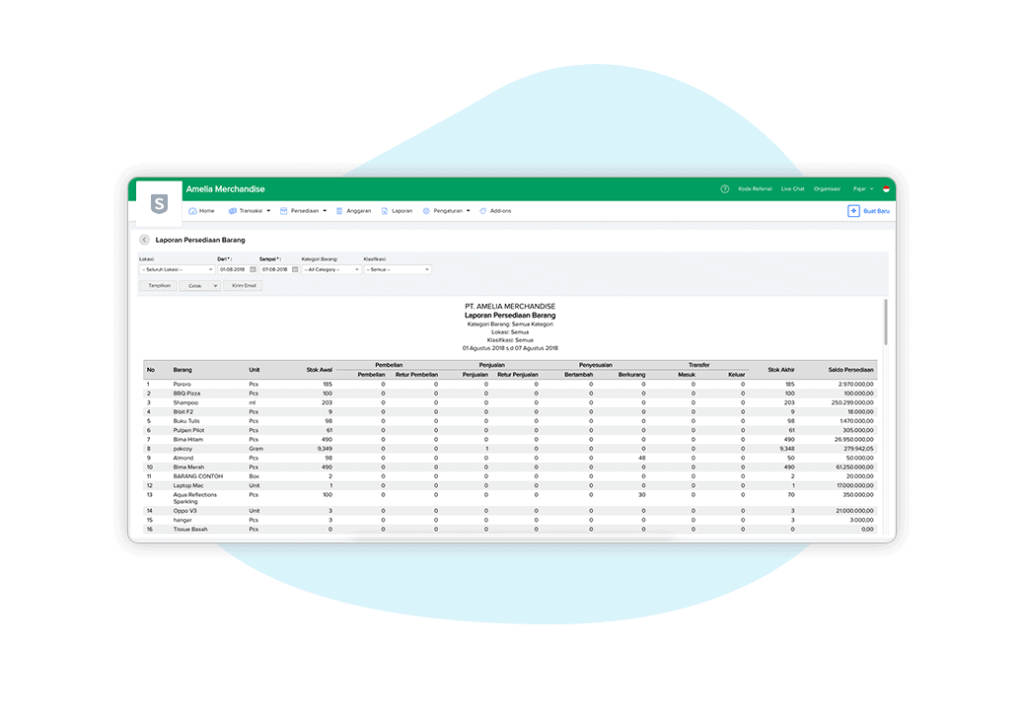 Amelia Merchandise
Kode Referral Live Chat Organisasi Fajar
S
Home Transaksi Persediaan Anggaran Laporan Pengaturan Add-ons Buat Baru
Laporan Persediaan Barang
Lokasi: Dari*: Sampai*: Kategori Barang: Klasifikasi:
-- Seluruh Lokasi -- 01-08-2018 07-08-2018 -- All Category -- -- Semua --
Tampilkan Cetak Kirim Email
PT. AMELIA MERCHANDISE
Laporan Persediaan Barang
Kategori Barang: Semua Kategori
Lokasi: Semua
Klasifikasi: Semua
01 Agustus 2018 s.d 07 Agustus 2018
No Barang Unit Stok Awal Pembelian Penjualan Penyesuaian Transfer Stok Akhir Saldo Persediaan
Pembelian Retur Pembelian Penjualan Retur Penjualan Bertambah Berkurang Masuk Keluar
1 Pororo Pcs 185 0 0 0 0 0 0 0 0 185 2.970.000,00
2 BBQ Pizza Pcs 100 0 0 0 0 0 0 0 0 100 100.000,00
3 Shampoo ml 203 0 0 0 0 0 0 0 0 203 250.299.000,00
4 Bibit F2 Pcs 9 0 0 0 0 0 0 0 0 9 18.000,00
5 Buku Tulis Pcs 98 0 0 0 0 0 0 0 0 98 1.470.000,00
6 Pulpen Pilot Pcs 61 0 0 0 0 0 0 0 0 61 305.000,00
7 Bima Hitam Pcs 490 0 0 0 0 0 0 0 0 490 26.950.000,00
8 pokcoy Gram 9,349 0 0 1 0 0 0 0 0 9,348 279.942,05
9 Almond Pcs 98 0 0 0 0 0 48 0 0 50 50.000,00
10 Bima Merah Pcs 490 0 0 0 0 0 0 0 0 490 61.250.000,00
11 BARANG CONTOH Box 2 0 0 0 0 0 0 0 0 2 20.000,00
12 Laptop Mac Unit 1 0 0 0 0 0 0 0 0 1 17.000.000,00
13 Aqua Reflections Pcs 100 0 0 0 0 0 30 0 0 70 350.000,00
Sparkling
14 Oppo V3 Unit 3 0 0 0 0 0 0 0 0 3 21.000.000,00
15 hanger Pcs 3 0 0 0 0 0 0 0 0 3 3.000,00
16 Tissue Basah Pcs 0 0 0 0 0 0 0 0 0 0 0,00